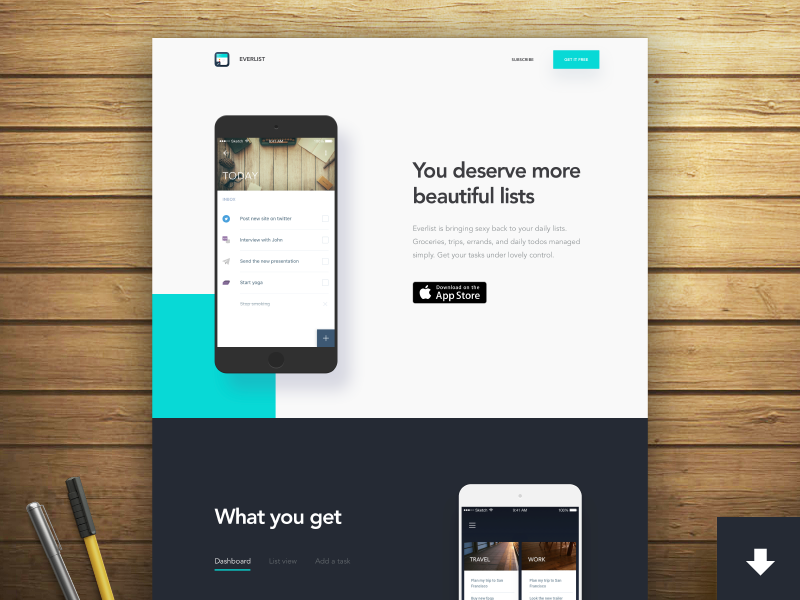 EVERLIST
SUBSCRIBE
GET IT FREE
Sketch
9:41 AM
TODAY
INBOX
Post new site on twitter
Interview with John
Send the new presentation
Start yoga
Stop smoking
+
You deserve more
beautiful lists
Everlist is bringing sexy back to your daily lists.
Groceries, trips, errands, and daily todos managed
simply. Get your tasks under lovely control.
Download on the
App Store
What you get
Dashboard
List view
Add a task
Sketch
9:41 AM
100%
TRAVEL
WORK
Plan my trip to San
Francisco
Plan my trip to San
Francisco
Buy new bags
Look the new trailer